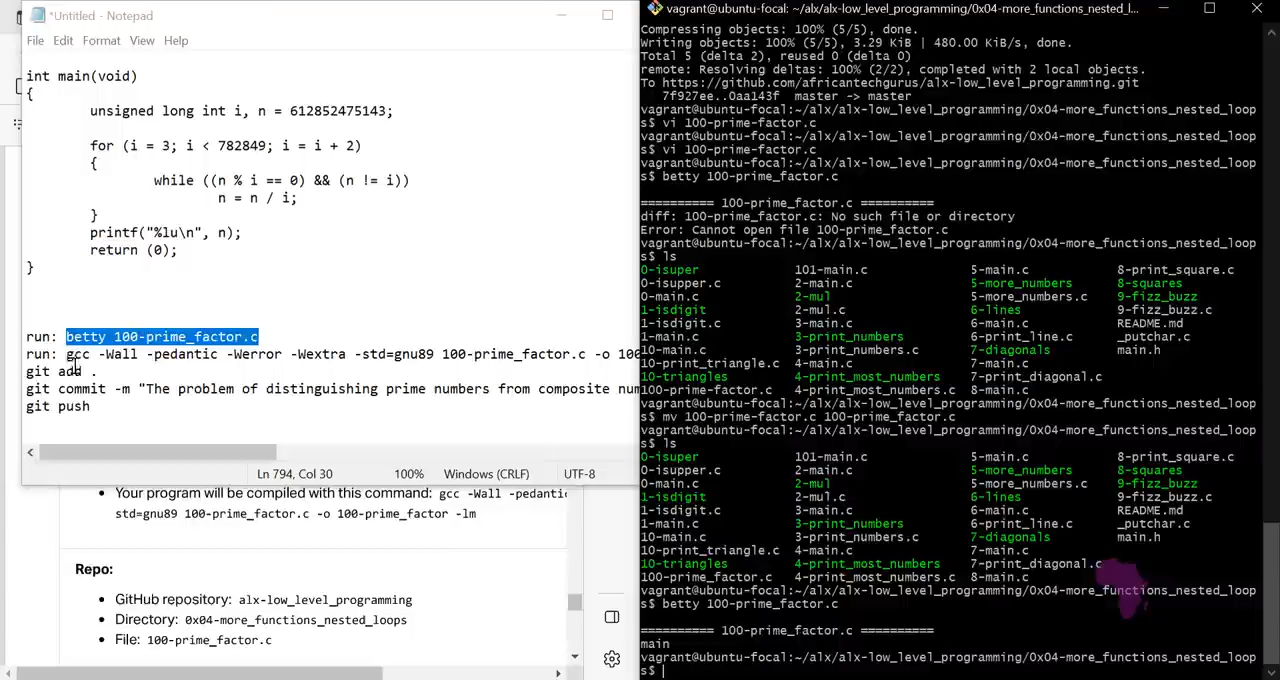 *Untitled - Notepad
File Edit Format View Help
int main(void)
{
unsigned long int i, n = 612852475143;
for (i = 3; i < 782849; i = i + 2)
{
while ((n % i == 0) && (n != i))
n = n / i;
}
printf("%lu\n", n);
return (0);
}
run: betty 100-prime_factor.c
run: gcc -Wall -pedantic -Werror -Wextra -std=gnu89 100-prime_factor.c -o 100
git add .
git commit -m "The problem of distinguishing prime numbers from composite num
git push
Ln 794, Col 30 100% Windows (CRLF) UTF-8
Your program will be compiled with this command: gcc -Wall -pedantic
std=gnu89 100-prime_factor.c -o 100-prime_factor -lm
Repo:
GitHub repository: alx-low_level_programming
Directory: 0x04-more_functions_nested_loops
File: 100-prime_factor.c
vagrant@ubuntu-focal: ~/alx/alx-low_level_programming/0x04-more_functions_nested_l...
Compressing objects: 100% (5/5), done.
Writing objects: 100% (5/5), 3.29 KiB | 480.00 KiB/s, done.
Total 5 (delta 2), reused 0 (delta 0)
remote: Resolving deltas: 100% (2/2), completed with 2 local objects.
To https://github.com/africantechgurus/alx-low_level_programming.git
7f927ee..0aa143f master -> master
vagrant@ubuntu-focal:~/alx/alx-low_level_programming/0x04-more_functions_nested_loop
s$ vi 100-prime-factor.c
vagrant@ubuntu-focal:~/alx/alx-low_level_programming/0x04-more_functions_nested_loop
s$ vi 100-prime-factor.c
vagrant@ubuntu-focal:~/alx/alx-low_level_programming/0x04-more_functions_nested_loop
s$ betty 100-prime_factor.c
========== 100-prime_factor.c ==========
diff: 100-prime_factor.c: No such file or directory
Error: Cannot open file 100-prime_factor.c
vagrant@ubuntu-focal:~/alx/alx-low_level_programming/0x04-more_functions_nested_loop
s$ ls
0-isuper 101-main.c 5-main.c 8-print_square.c
0-isupper.c 2-main.c 5-more_numbers 8-squares
0-main.c 2-mul 5-more_numbers.c 9-fizz_buzz
1-isdigit 2-mul.c 6-lines 9-fizz_buzz.c
1-isdigit.c 3-main.c 6-main.c README.md
1-main.c 3-print_numbers 6-print_line.c _putchar.c
10-main.c 3-print_numbers.c 7-diagonals main.h
10-print_triangle.c 4-main.c 7-main.c
10-triangles 4-print_most_numbers 7-print_diagonal.c
100-prime-factor.c 4-print_most_numbers.c 8-main.c
vagrant@ubuntu-focal:~/alx/alx-low_level_programming/0x04-more_functions_nested_loop
s$ mv 100-prime-factor.c 100-prime_factor.c
vagrant@ubuntu-focal:~/alx/alx-low_level_programming/0x04-more_functions_nested_loop
s$ ls
0-isuper 101-main.c 5-main.c 8-print_square.c
0-isupper.c 2-main.c 5-more_numbers 8-squares
0-main.c 2-mul 5-more_numbers.c 9-fizz_buzz
1-isdigit 2-mul.c 6-lines 9-fizz_buzz.c
1-isdigit.c 3-main.c 6-main.c README.md
1-main.c 3-print_numbers 6-print_line.c _putchar.c
10-main.c 3-print_numbers.c 7-diagonals main.h
10-print_triangle.c 4-main.c 7-main.c
10-triangles 4-print_most_numbers 7-print_diagonal.c
100-prime_factor.c 4-print_most_numbers.c 8-main.c
vagrant@ubuntu-focal:~/alx/alx-low_level_programming/0x04-more_functions_nested_loop
s$ betty 100-prime_factor.c
========== 100-prime_factor.c ==========
main
vagrant@ubuntu-focal:~/alx/alx-low_level_programming/0x04-more_functions_nested_loop
s$